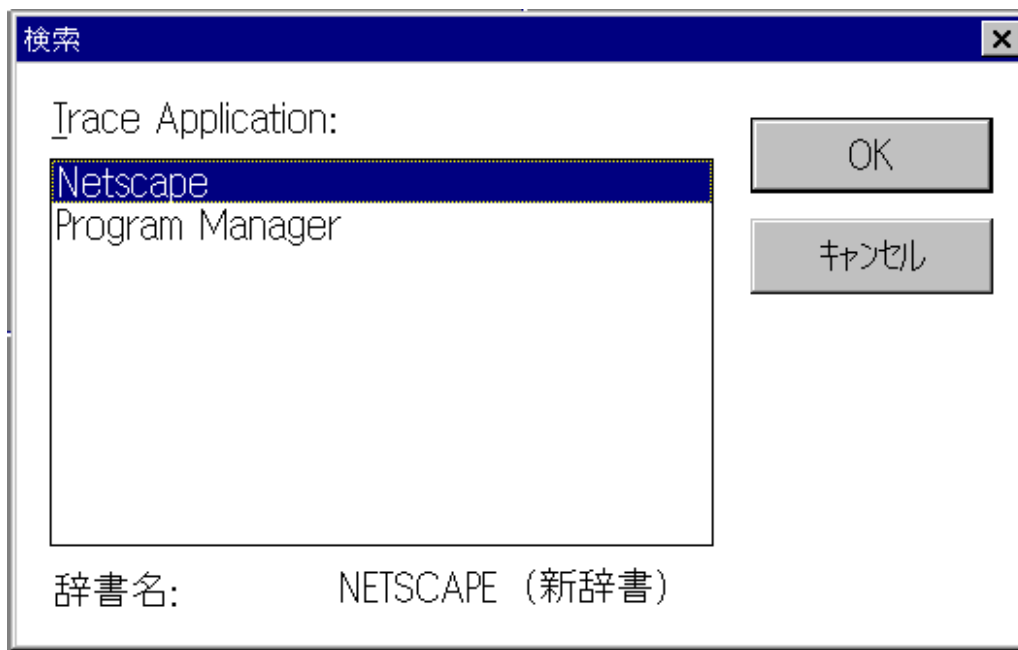 検索
Trace Application:
Netscape
Program Manager
OK
キャンセル
辞書名: NETSCAPE (新辞書)